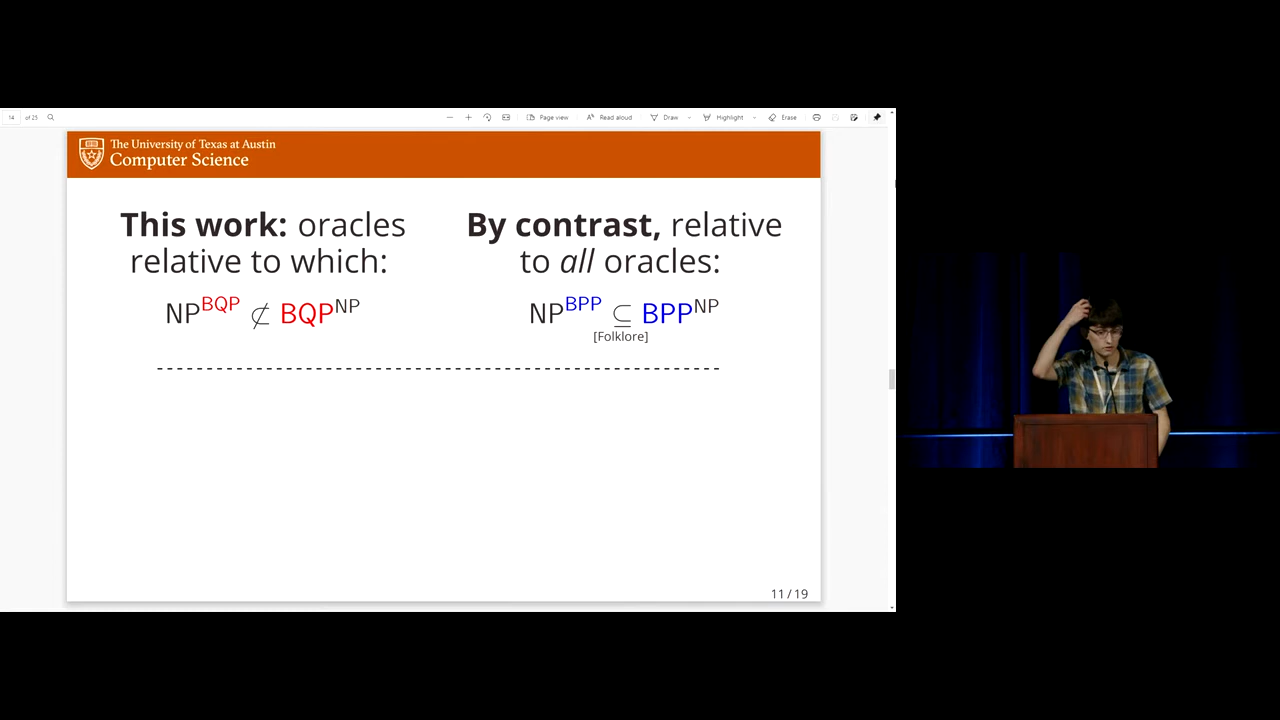 14 of 25
Page view
Read aloud
Draw
Highlight
Erase
The University of Texas at Austin
Computer Science
This work: oracles
relative to which:
NP^BQP ⊄ BQP^NP
By contrast, relative
to all oracles:
NP^BPP ⊆ BPP^NP
[Folklore]
11 / 19